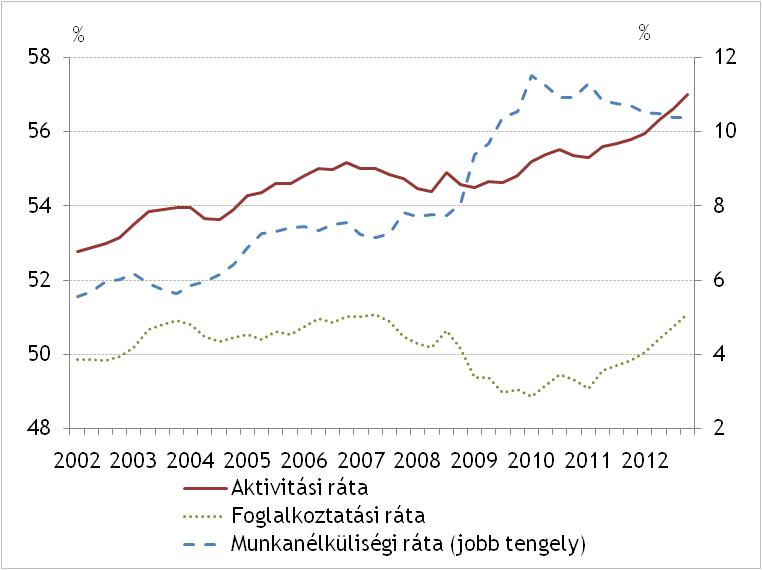 % %
58 12
56 10
54 8
52 6
50 4
48 2
2002 2003 2004 2005 2006 2007 2008 2009 2010 2011 2012
Aktivitási ráta
Foglalkoztatási ráta
Munkanélküliségi ráta (jobb tengely)